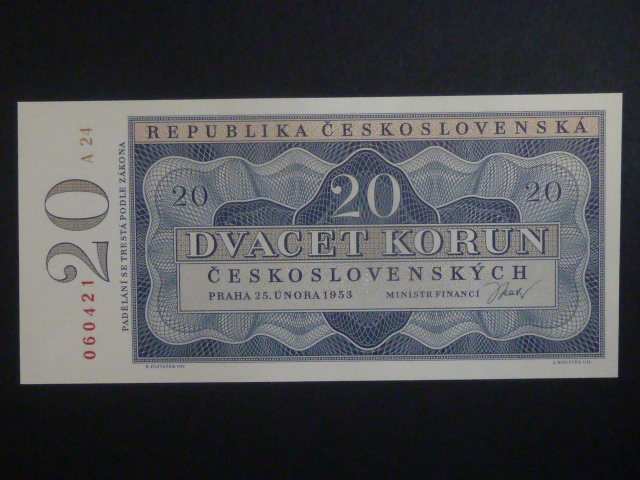 REPUBLIKA ČESKOSLOVENSKÁ
20 20 20
DVACET KORUN
ČESKOSLOVENSKÝCH
PRAHA 25. ÚNORA 1953 MINISTR FINANCÍ
20
A 24
060421
PADĚLÁNÍ SE TRESTÁ PODLE ZÁKONA